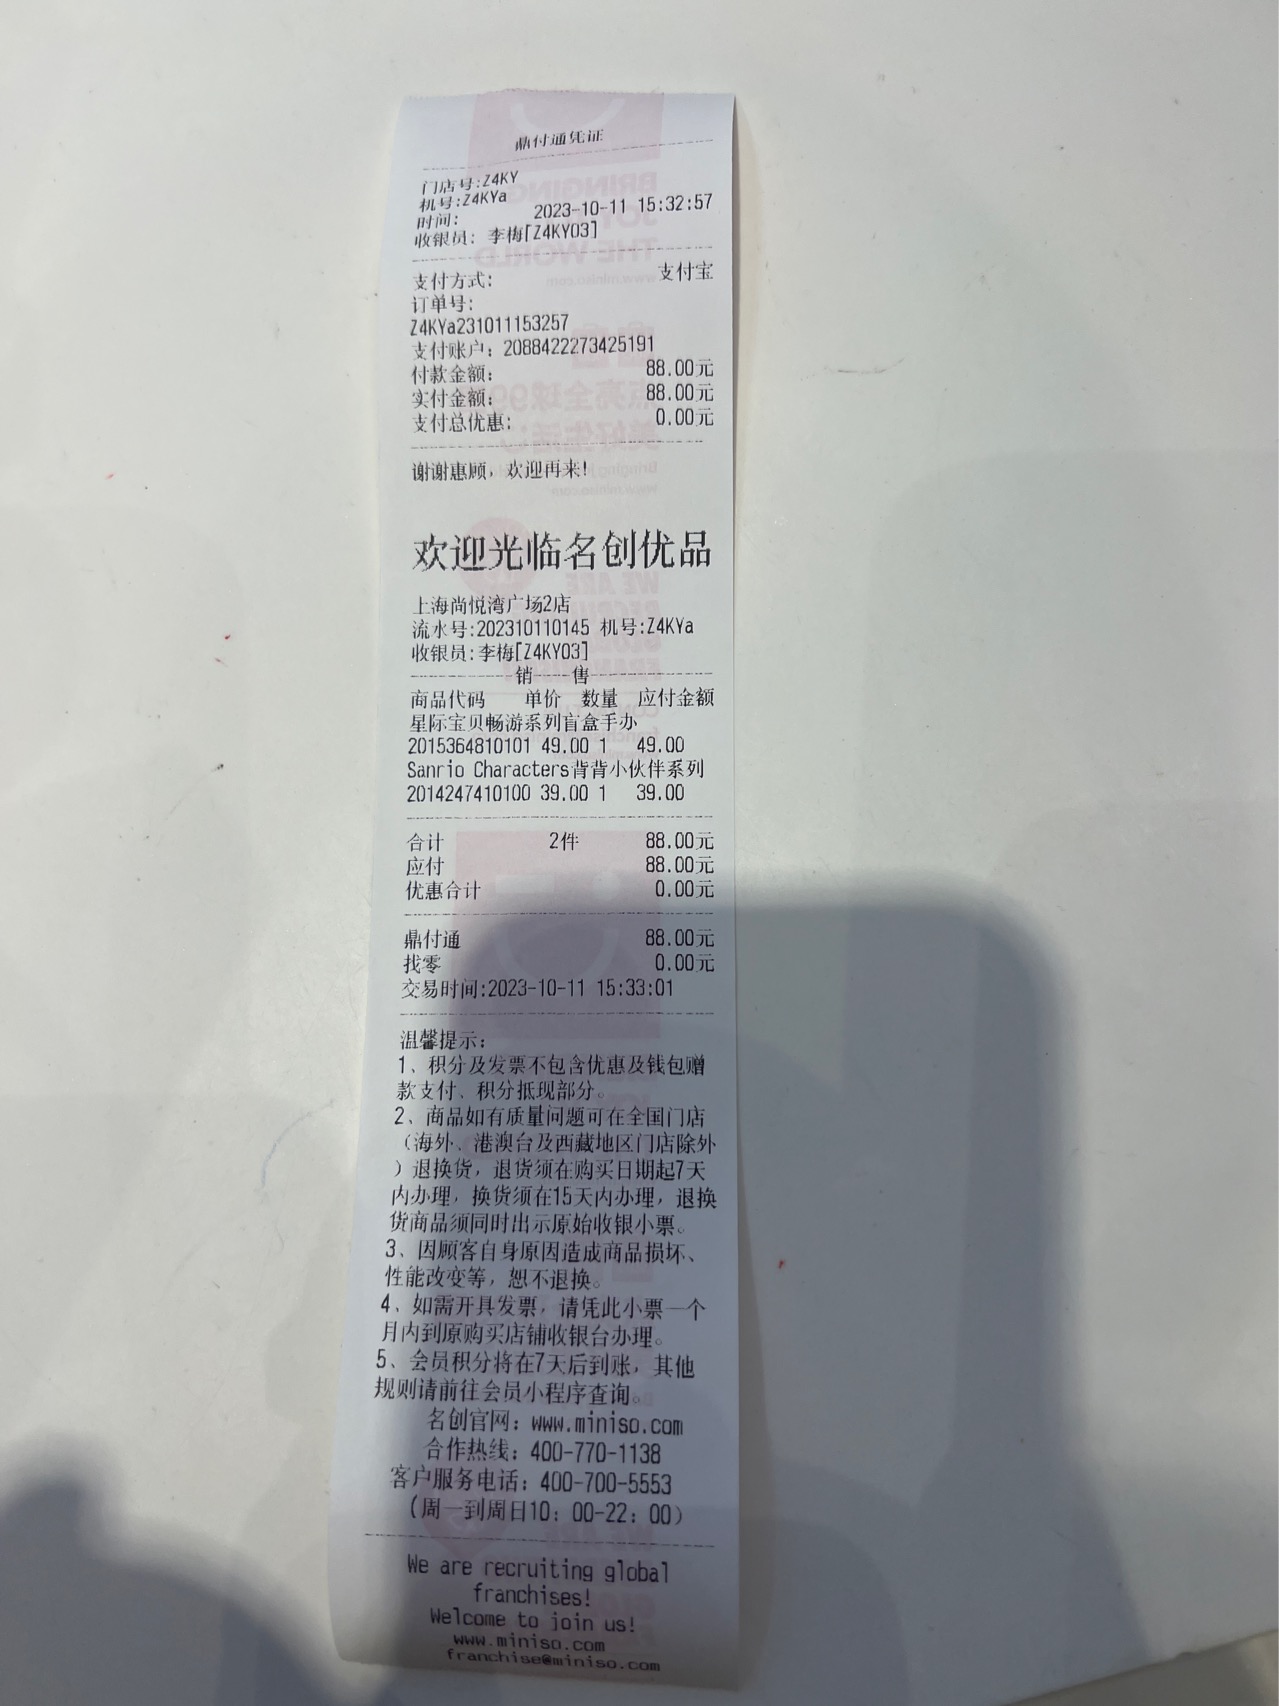 鼎付通凭证
门店号:Z4KY
机号:Z4KYa
时间: 2023-10-11 15:32:57
收银员: 李梅[Z4KY03]
支付方式: 支付宝
订单号:
Z4KYa231011153257
支付账户: 2088422273425191
付款金额: 88.00元
实付金额: 88.00元
支付总优惠: 0.00元
谢谢惠顾，欢迎再来!
欢迎光临名创优品
上海尚悦湾广场2店
流水号:202310110145 机号:Z4KYa
收银员:李梅[Z4KY03]
销 售
商品代码 单价 数量 应付金额
星际宝贝畅游系列盲盒手办
2015364810101 49.00 1 49.00
Sanrio Characters背背小伙伴系列
2014247410100 39.00 1 39.00
合计 2件 88.00元
应付 88.00元
优惠合计 0.00元
鼎付通 88.00元
找零 0.00元
交易时间:2023-10-11 15:33:01
温馨提示：
1、积分及发票不包含优惠及钱包赠
款支付、积分抵现部分。
2、商品如有质量问题可在全国门店
（海外、港澳台及西藏地区门店除外
）退换货，退货须在购买日期起7天
内办理，换货须在15天内办理，退换
货商品须同时出示原始收银小票。
3、因顾客自身原因造成商品损坏、
性能改变等，恕不退换。
4、如需开具发票，请凭此小票一个
月内到原购买店铺收银台办理。
5、会员积分将在7天后到账，其他
规则请前往会员小程序查询。
名创官网：www.miniso.com
合作热线：400-770-1138
客户服务电话：400-700-5553
(周一到周日10：00-22：00）
We are recruiting global
franchises!
Welcome to join us!
www.miniso.com
franchise@miniso.com